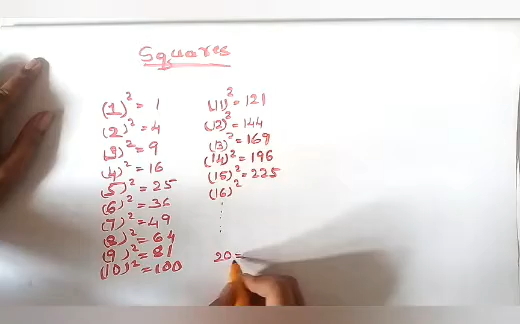 Squares
(1)² = 1
(2)² = 4
(3)² = 9
(4)² = 16
(5)² = 25
(6)² = 36
(7)² = 49
(8)² = 64
(9)² = 81
(10)² = 100
(11)² = 121
(12)² = 144
(13)² = 169
(14)² = 196
(15)² = 225
(16)²
20=